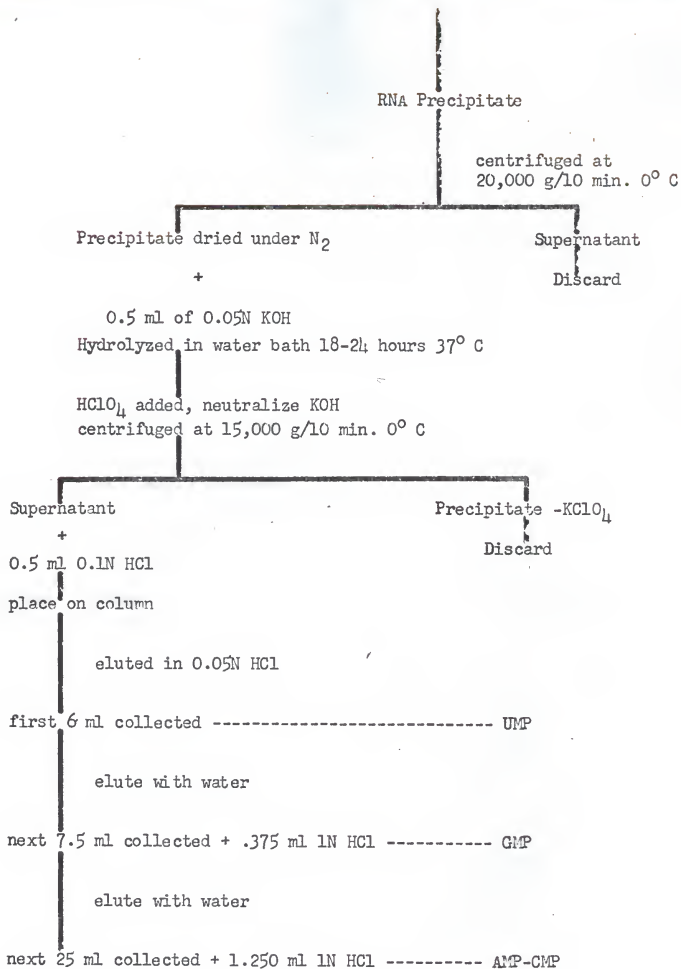 RNA Precipitate
centrifuged at
20,000 g/10 min. 0° C
Precipitate dried under N2
Supernatant
+
Discard
0.5 ml of 0.05N KOH
Hydrolyzed in water bath 18-24 hours 37° C
HClO4 added, neutralize KOH
centrifuged at 15,000 g/10 min. 0° C
Supernatant
Precipitate -KClO4
+
Discard
0.5 ml 0.1N HCl
place on column
eluted in 0.05N HCl
first 6 ml collected ---------------------------- UMP
elute with water
next 7.5 ml collected + .375 ml 1N HCl ----------- GMP
elute with water
next 25 ml collected + 1.250 ml 1N HCl ---------- AMP-CMP